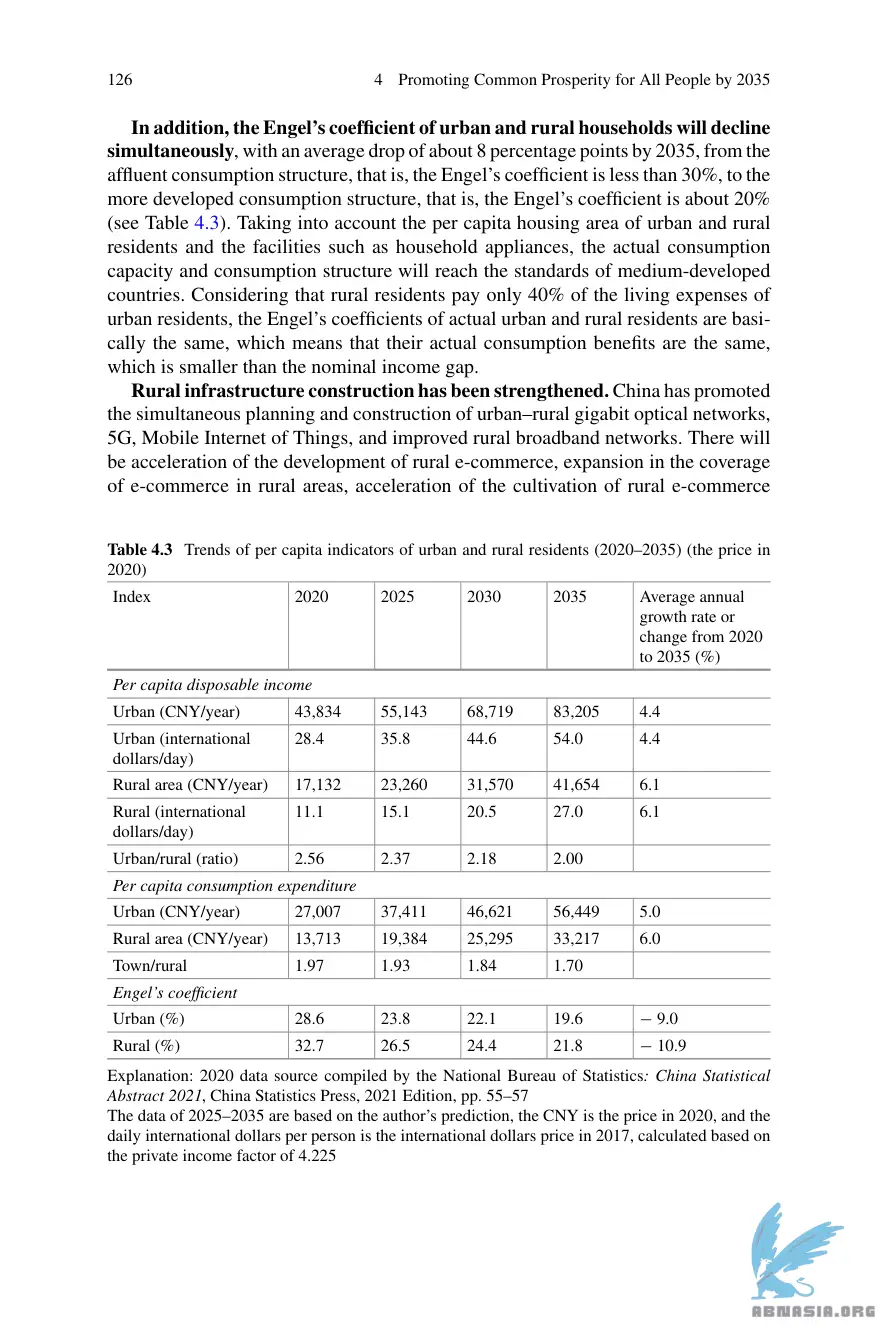 126 4 Promoting Common Prosperity for All People by 2035
In addition, the Engel’s coefficient of urban and rural households will decline
simultaneously, with an average drop of about 8 percentage points by 2035, from the
affluent consumption structure, that is, the Engel’s coefficient is less than 30%, to the
more developed consumption structure, that is, the Engel’s coefficient is about 20%
(see Table 4.3). Taking into account the per capita housing area of urban and rural
residents and the facilities such as household appliances, the actual consumption
capacity and consumption structure will reach the standards of medium-developed
countries. Considering that rural residents pay only 40% of the living expenses of
urban residents, the Engel’s coefficients of actual urban and rural residents are basi-
cally the same, which means that their actual consumption benefits are the same,
which is smaller than the nominal income gap.
Rural infrastructure construction has been strengthened. China has promoted
the simultaneous planning and construction of urban–rural gigabit optical networks,
5G, Mobile Internet of Things, and improved rural broadband networks. There will
be acceleration of the development of rural e-commerce, expansion in the coverage
of e-commerce in rural areas, acceleration of the cultivation of rural e-commerce
Table 4.3 Trends of per capita indicators of urban and rural residents (2020–2035) (the price in
2020)
Index 2020 2025 2030 2035 Average annual
growth rate or
change from 2020
to 2035 (%)
Per capita disposable income
Urban (CNY/year) 43,834 55,143 68,719 83,205 4.4
Urban (international 28.4 35.8 44.6 54.0 4.4
dollars/day)
Rural area (CNY/year) 17,132 23,260 31,570 41,654 6.1
Rural (international 11.1 15.1 20.5 27.0 6.1
dollars/day)
Urban/rural (ratio) 2.56 2.37 2.18 2.00
Per capita consumption expenditure
Urban (CNY/year) 27,007 37,411 46,621 56,449 5.0
Rural area (CNY/year) 13,713 19,384 25,295 33,217 6.0
Town/rural 1.97 1.93 1.84 1.70
Engel’s coefficient
Urban (%) 28.6 23.8 22.1 19.6 − 9.0
Rural (%) 32.7 26.5 24.4 21.8 − 10.9
Explanation: 2020 data source compiled by the National Bureau of Statistics: China Statistical
Abstract 2021, China Statistics Press, 2021 Edition, pp. 55–57
The data of 2025–2035 are based on the author’s prediction, the CNY is the price in 2020, and the
daily international dollars per person is the international dollars price in 2017, calculated based on
the private income factor of 4.225
ABNASIA.ORG